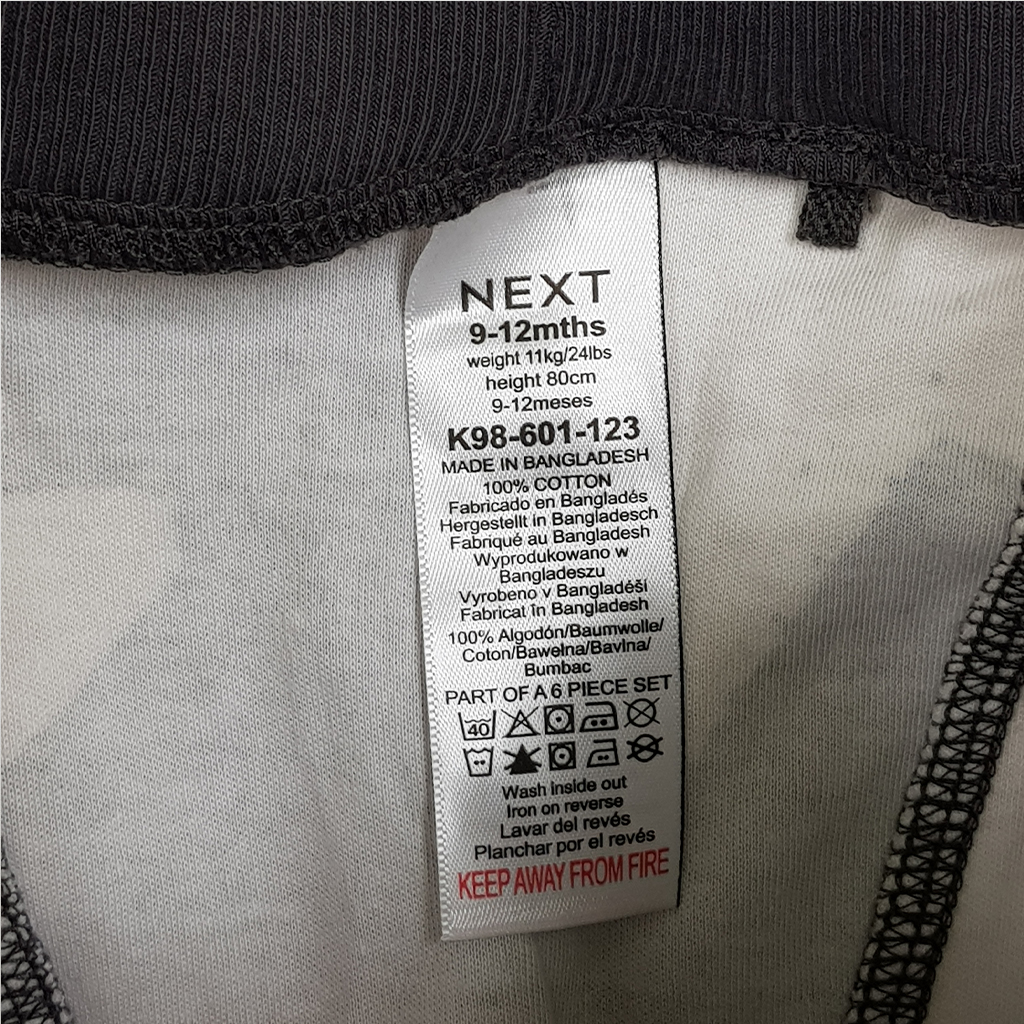 NEXT
9-12mths
weight 11kg/24lbs
height 80cm
9-12meses
K98-601-123
MADE IN BANGLADESH
100% COTTON
Fabricado en Bangladés
Hergestellt in Bangladesch
Fabriqué au Bangladesh
Wyprodukowano w
Bangladeszu
Vyrobeno v Bangladéši
Fabricat în Bangladesh
100% Algodón/Baumwolle/
Coton/Bawełna/Bavlna/
Bumbac
PART OF A 6 PIECE SET
40
Wash inside out
Iron on reverse
Lavar del revés
Planchar por el revés
KEEP AWAY FROM FIRE